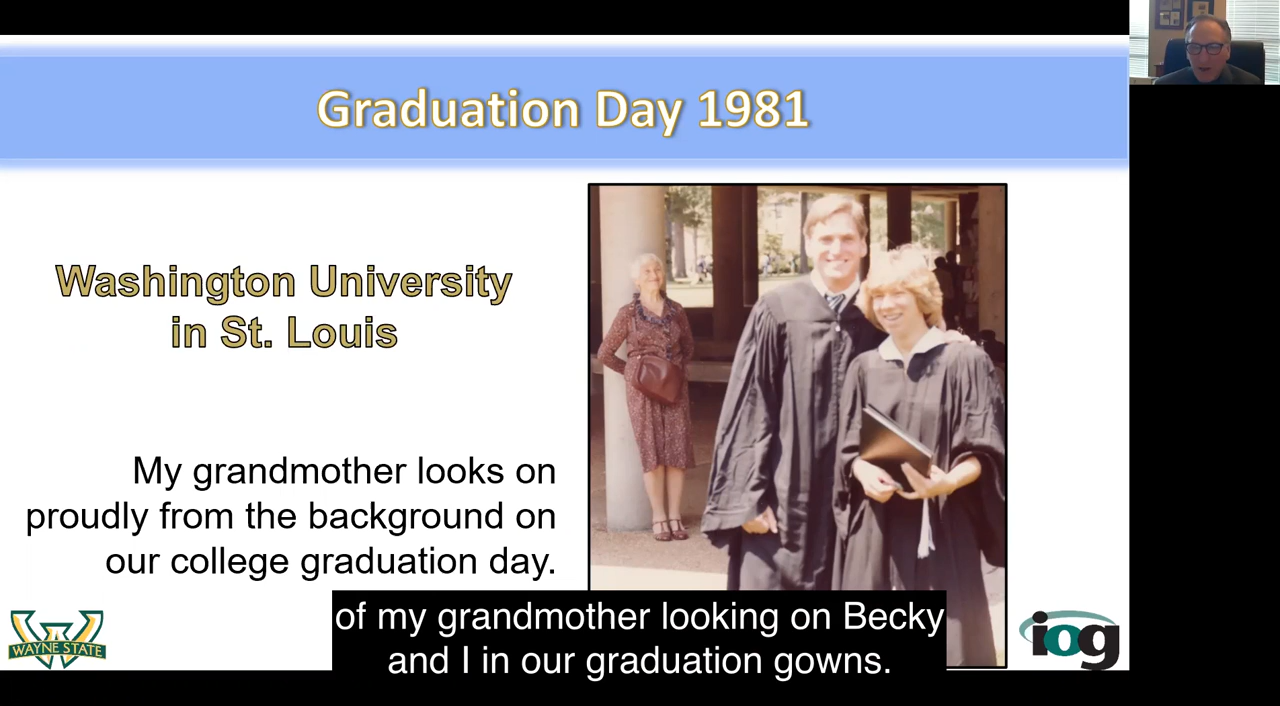 Graduation Day 1981
Washington University
in St. Louis
My grandmother looks on
proudly from the background on
our college graduation day.
of my grandmother looking on Becky
and I in our graduation gowns.
WAYNE STATE
iog